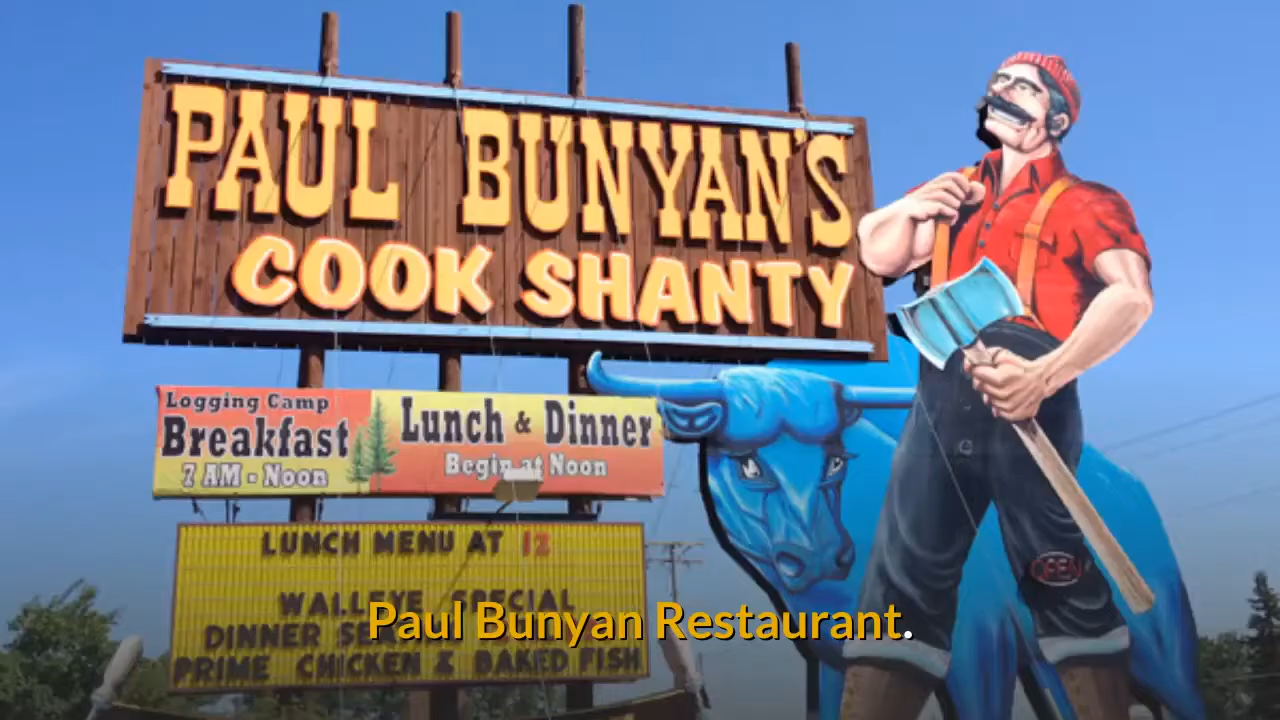 PAUL BUNYAN'S
COOK SHANTY
Logging Camp
Breakfast
7 AM - Noon
Lunch & Dinner
Begin at Noon
LUNCH MENU AT 12
WALLEYE SPECIAL
DINNER
PRIME CHICKEN & BAKED FISH
OPEN
Paul Bunyan Restaurant.